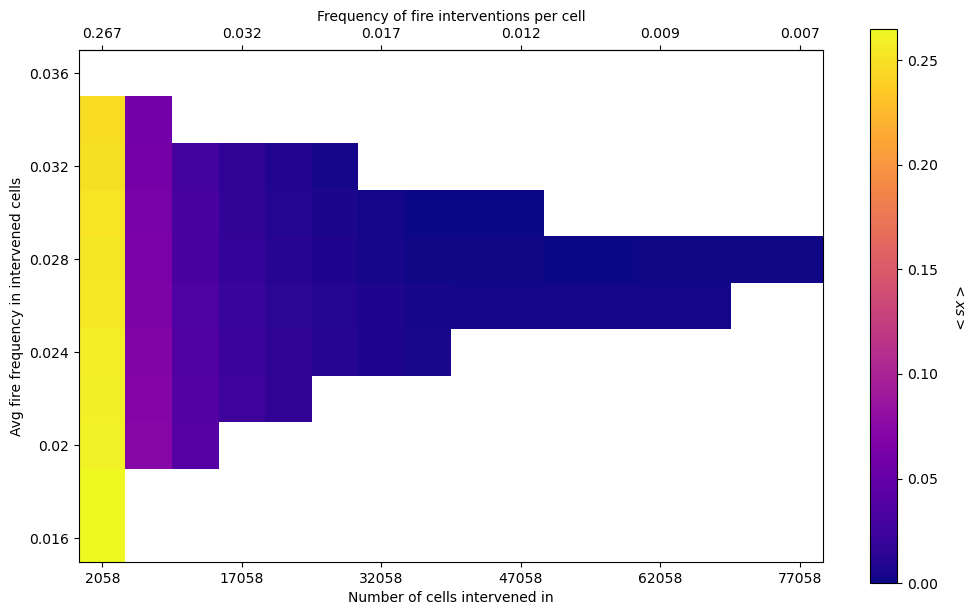 Frequency of fire interventions per cell
0.267 0.032 0.017 0.012 0.009 0.007
Avg fire frequency in intervened cells
0.036
0.032
0.028
0.024
0.02
0.016
2058 17058 32058 47058 62058 77058
Number of cells intervened in
0.25
0.20
0.15
0.10
0.05
0.00
< sx >